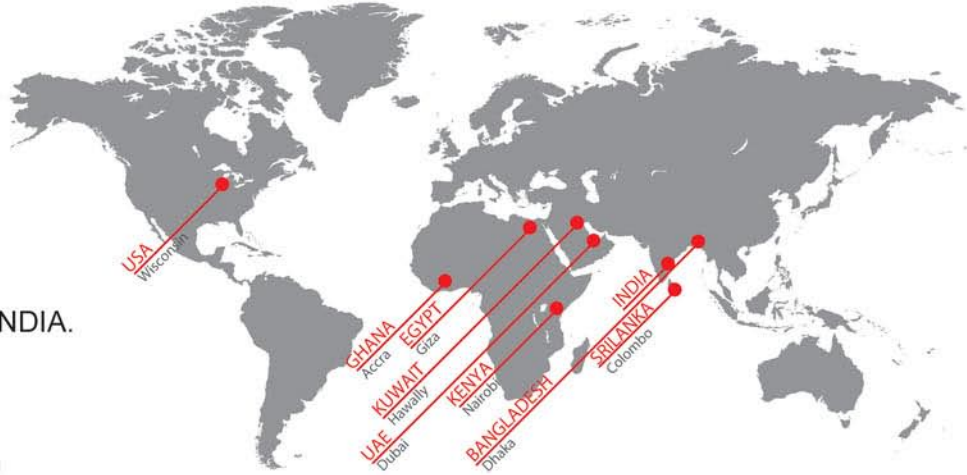 USA
Wisconsin
NDIA.
GHANA
Accra
EGYPT
Giza
KUWAIT
Hawally
UAE
Dubai
KENYA
Nairobi
BANGLADESH
Dhaka
INDIA
SRILANKA
Colombo